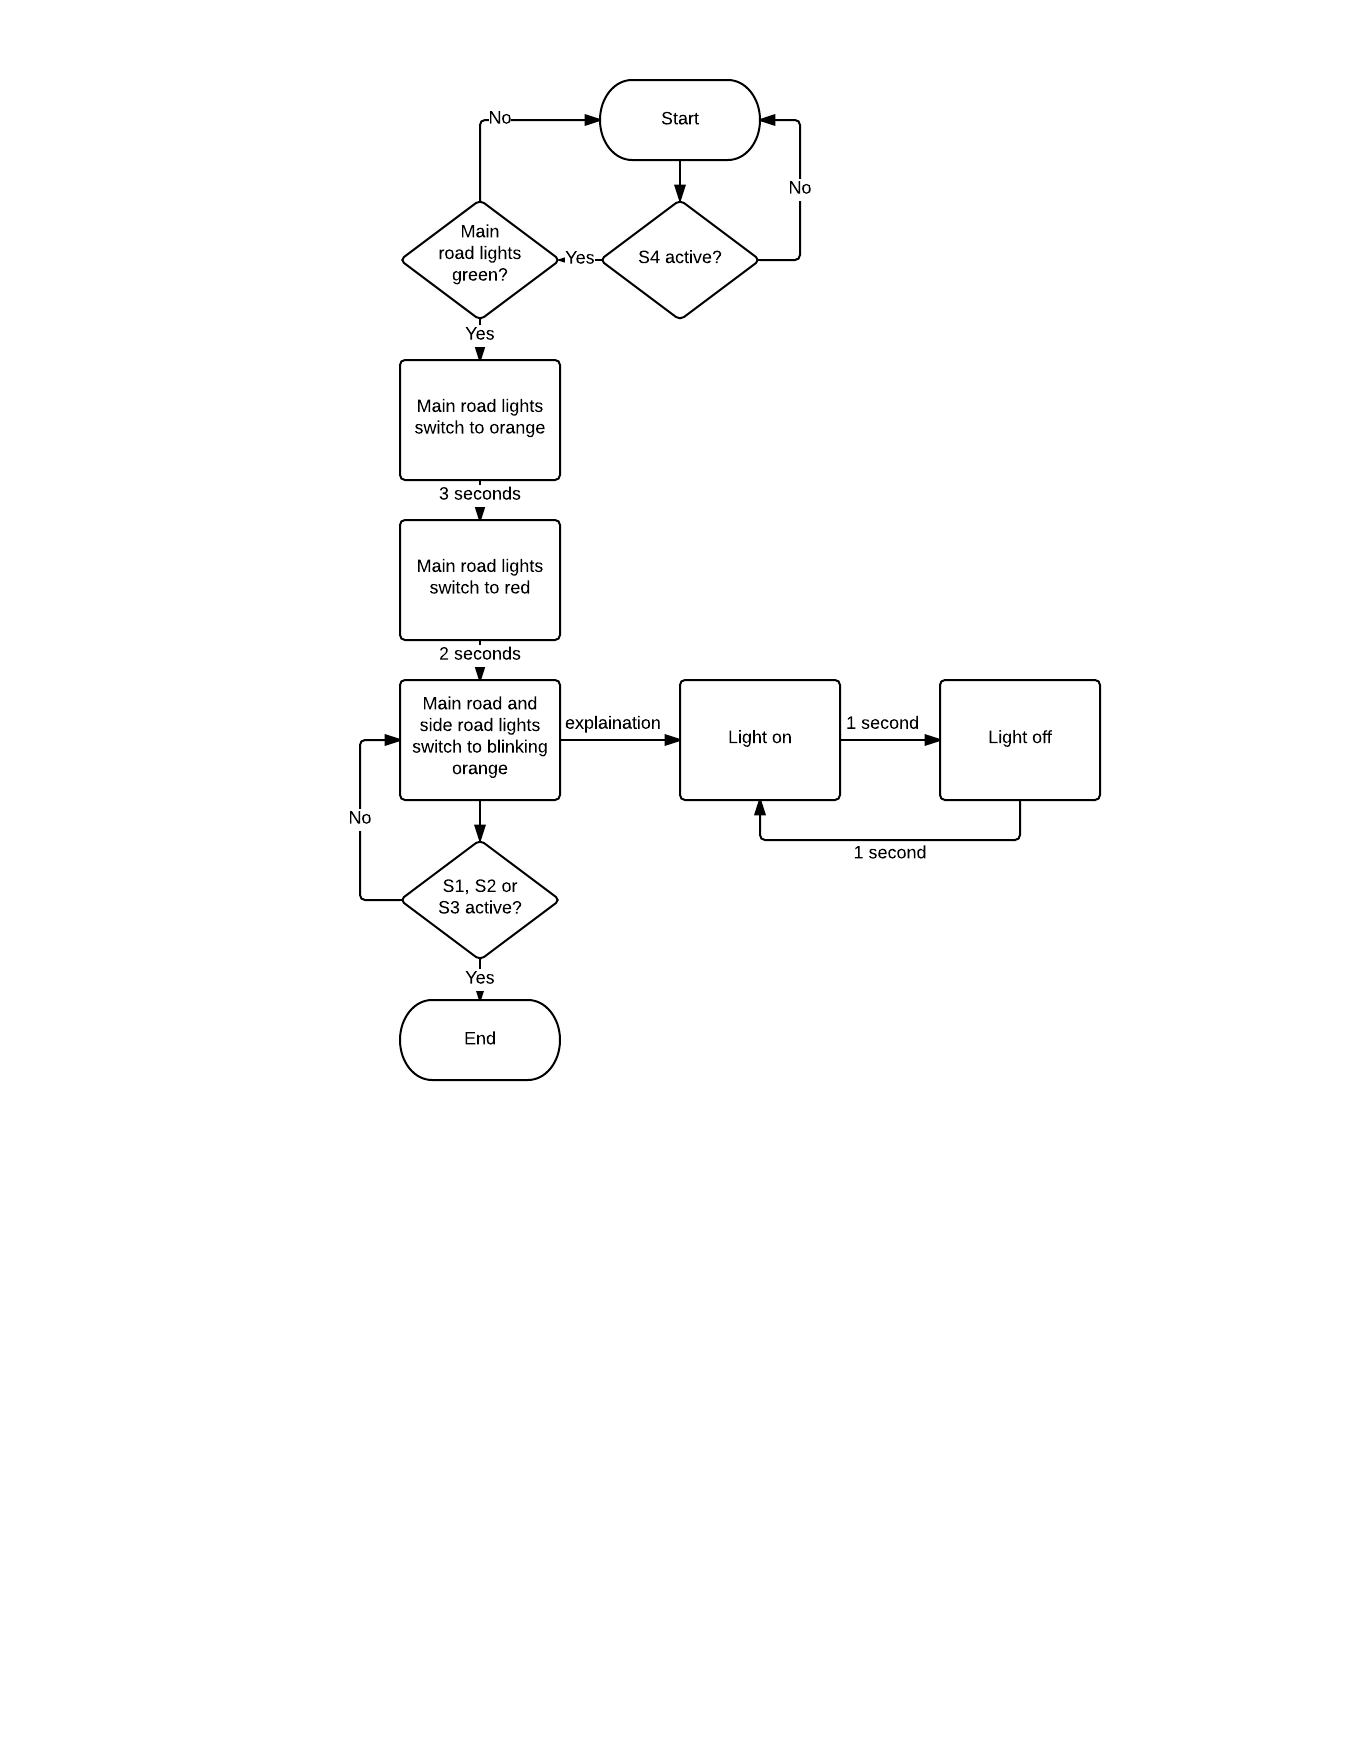 Start
No
No
Main
road lights
green?
Yes
S4 active?
Yes
Main road lights
switch to orange
3 seconds
Main road lights
switch to red
2 seconds
Main road and
side road lights
switch to blinking
orange
explaination
Light on
1 second
Light off
1 second
No
S1, S2 or
S3 active?
Yes
End